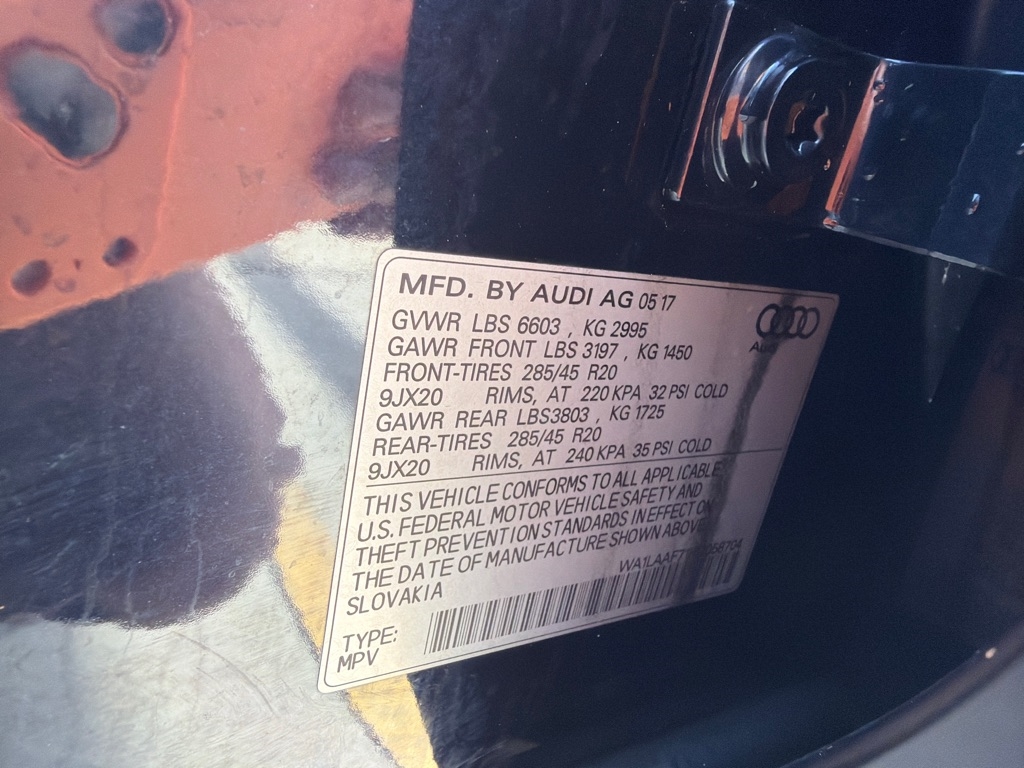 MFD. BY AUDI AG 05 17
GVWR LBS 6603 , KG 2995
GAWR FRONT LBS 3197 , KG 1450
FRONT-TIRES 285/45 R20
9JX20 RIMS, AT 220 KPA 32 PSI COLD
GAWR REAR LBS3803 , KG 1725
REAR-TIRES 285/45 R20
9JX20 RIMS, AT 240 KPA 35 PSI COLD
THIS VEHICLE CONFORMS TO ALL APPLICABLE
U.S. FEDERAL MOTOR VEHICLE SAFETY AND
THEFT PREVENTION STANDARDS IN EFFECT ON
THE DATE OF MANUFACTURE SHOWN ABOVE
SLOVAKIA
TYPE:
MPV